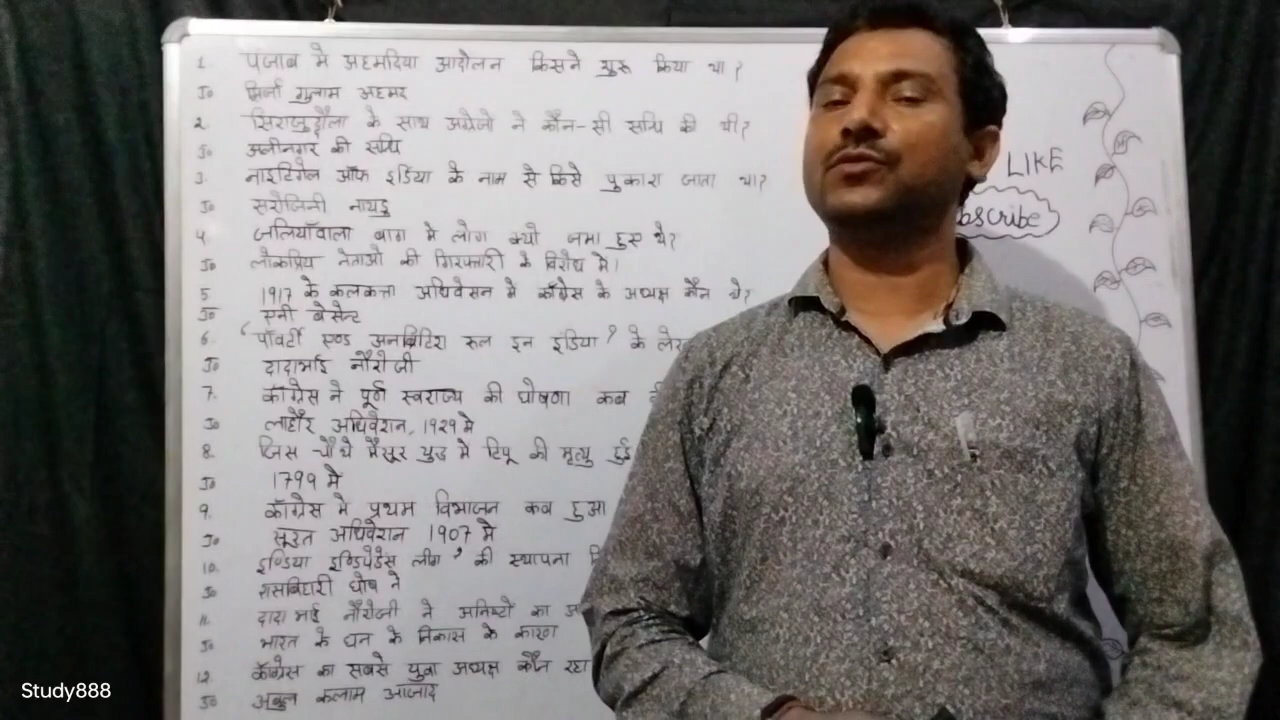 1. पंजाब मे अहमदिया आंदोलन किसने शुरू किया था?
उ० मिर्जा गुलाम अहमद
2. सिराजुद्दौला के साथ अंग्रेजो ने कौन-सी सन्धि की थी?
उ० अलीनगर की सन्धि
3. नाइटिंगेल ऑफ इंडिया के नाम से किसे पुकारा जाता था?
उ० सरोजिनी नायडु
4. जलियाँवाला बाग मे लोग क्यो जमा हुए थे?
उ० लोकप्रिय नेताओ की गिरफ्तारी के विरोध मे।
5. 1917 के कलकत्ता अधिवेसन मे काँग्रेस के अध्यक्ष कौन थे?
उ० एनी बेसेन्ट
6. ‘पॉवर्टी एण्ड अनब्रिटिश रूल इन इंडिया’ के
उ० दादाभाई नौरोजी
7. काँग्रेस ने पूर्ण स्वराज्य की घोषणा कब
उ० लाहौर अधिवेशन, 1929 मे
8. जिस चौथे मैसूर युद्ध मे टिपू की मृत्यु हुई
उ० 1799 मे
9. काँग्रेस मे प्रथम विभाजन कब हुआ
उ० सूरत अधिवेशन 1907 मे
10. इण्डिया इण्डिपेंडेंस लीग’ की स्थापना
उ० रासबिहारी घोष ने
11. दादा भाई नौरोजी ने अनिष्टो का
उ० भारत के धन के निकास के कारण
12. काँग्रेस का सबसे युवा अध्यक्ष कौन रहा
उ० अबुल कलाम आजाद
LIKE
bscribe
Study888